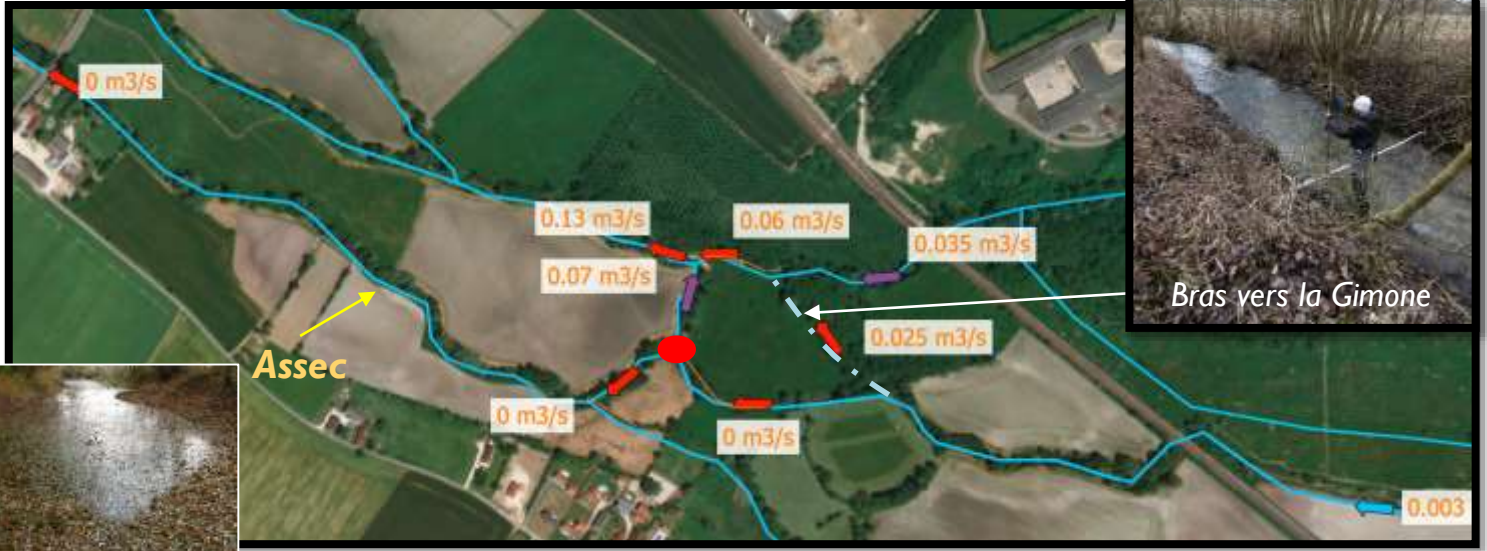 0 m3/s
0.13 m3/s
0.06 m3/s
0.035 m3/s
0.07 m3/s
Bras vers la Gimone
0.025 m3/s
Assec
0 m3/s
0 m3/s
0.003